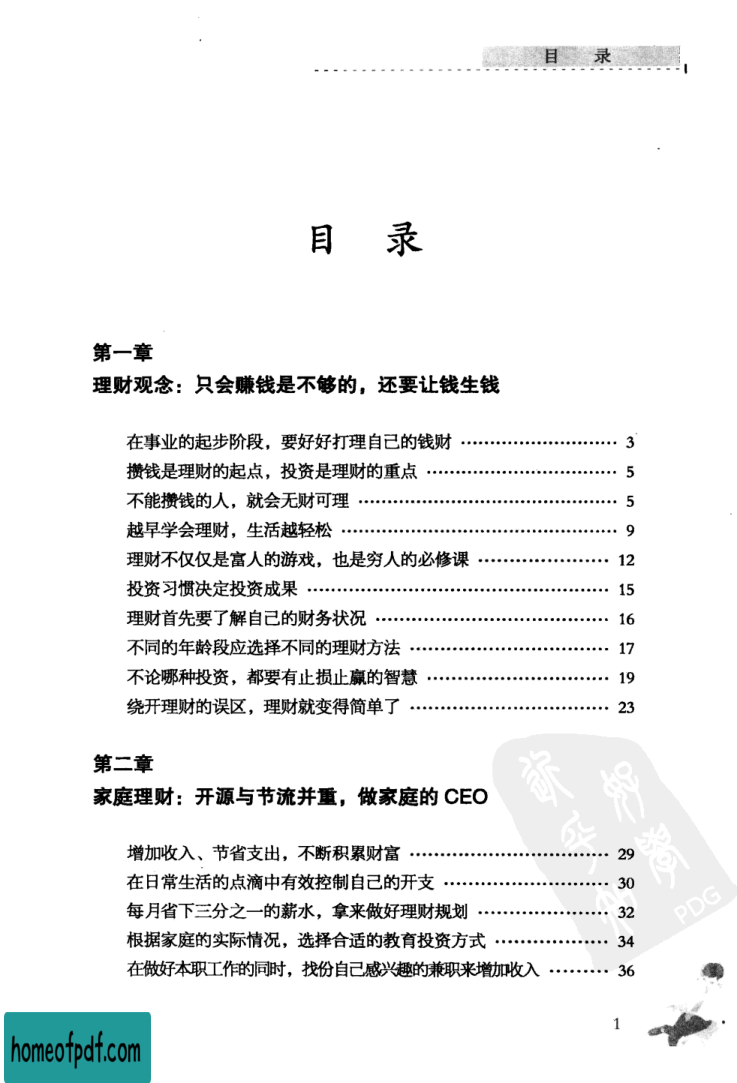 目 录
目 录
第一章
理财观念：只会赚钱是不够的，还要让钱生钱
在事业的起步阶段，要好好打理自己的钱财 ………………………… 3
攒钱是理财的起点，投资是理财的重点 ……………………………… 5
不能攒钱的人，就会无财可理 ………………………………………… 5
越早学会理财，生活越轻松 …………………………………………… 9
理财不仅仅是富人的游戏，也是穷人的必修课 …………………… 12
投资习惯决定投资成果 ……………………………………………… 15
理财首先要了解自己的财务状况 …………………………………… 16
不同的年龄段应选择不同的理财方法 ……………………………… 17
不论哪种投资，都要有止损止赢的智慧 …………………………… 19
绕开理财的误区，理财就变得简单了 ……………………………… 23
第二章
家庭理财：开源与节流并重，做家庭的 CEO
增加收入、节省支出，不断积累财富 ……………………………… 29
在日常生活的点滴中有效控制自己的开支 ………………………… 30
每月省下三分之一的薪水，拿来做好理财规划 …………………… 32
根据家庭的实际情况，选择合适的教育投资方式 ………………… 34
在做好本职工作的同时，找份自己感兴趣的兼职来增加收入 ……… 36
PDG
1
homeofpdf.com